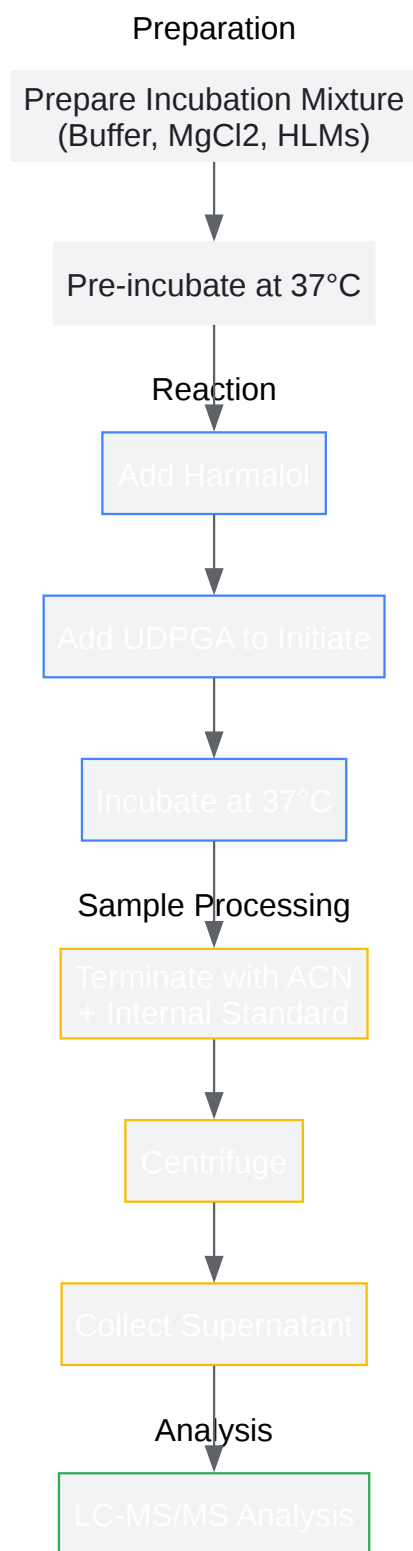 Preparation
Prepare Incubation Mixture
(Buffer, MgCl2, HLMs)
Pre-incubate at 37°C
Reaction
Add Harmalol
Add UDPGA to Initiate
Incubate at 37°C
Sample Processing
Terminate with ACN
+ Internal Standard
Centrifuge
Collect Supernatant
Analysis
LC-MS/MS Analysis